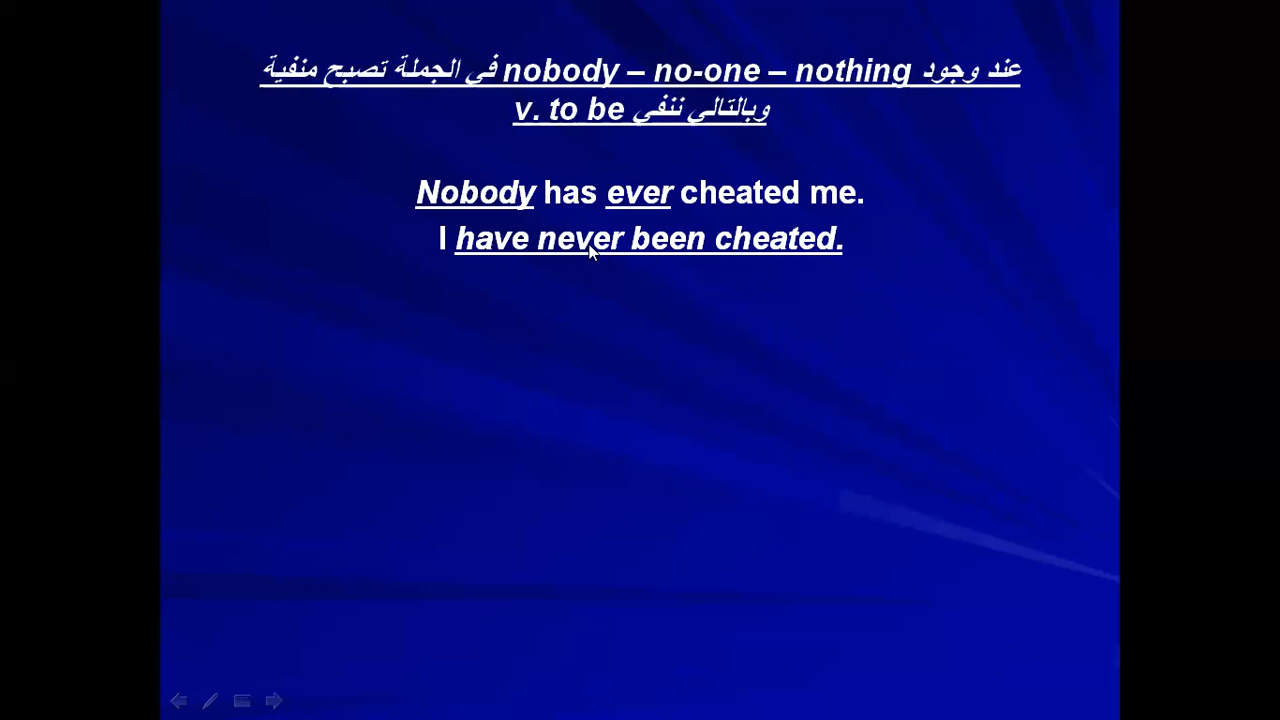 عند وجود nobody – no-one – nothing في الجملة تصبح منفية
وبالتالي ننفي v. to be
Nobody has ever cheated me.
I have never been cheated.